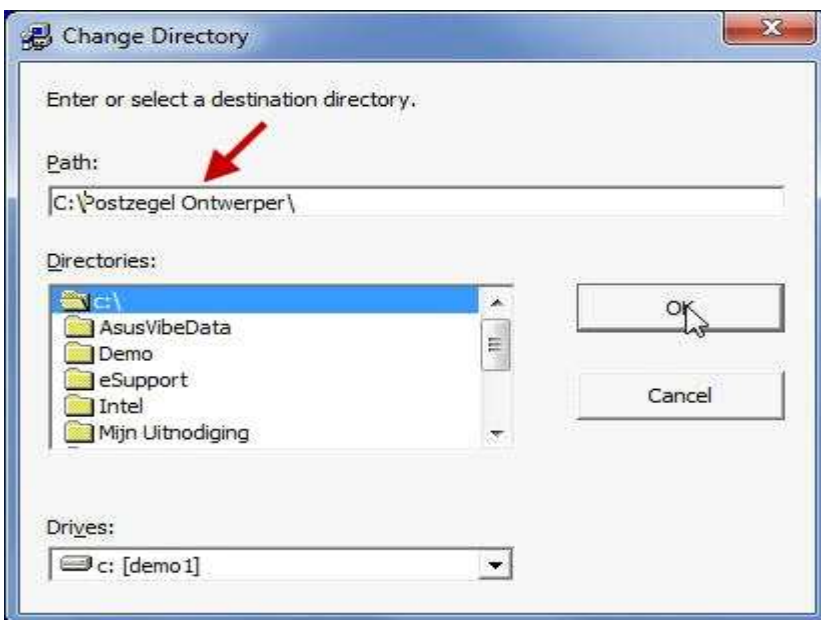 Change Directory
Enter or select a destination directory.
Path:
C:\Postzegel Ontwerper\
Directories:
c:\
AsusVibeData
Demo
eSupport
Intel
Mijn Uitnodiging
OK
Cancel
Drives:
c: [demo1]